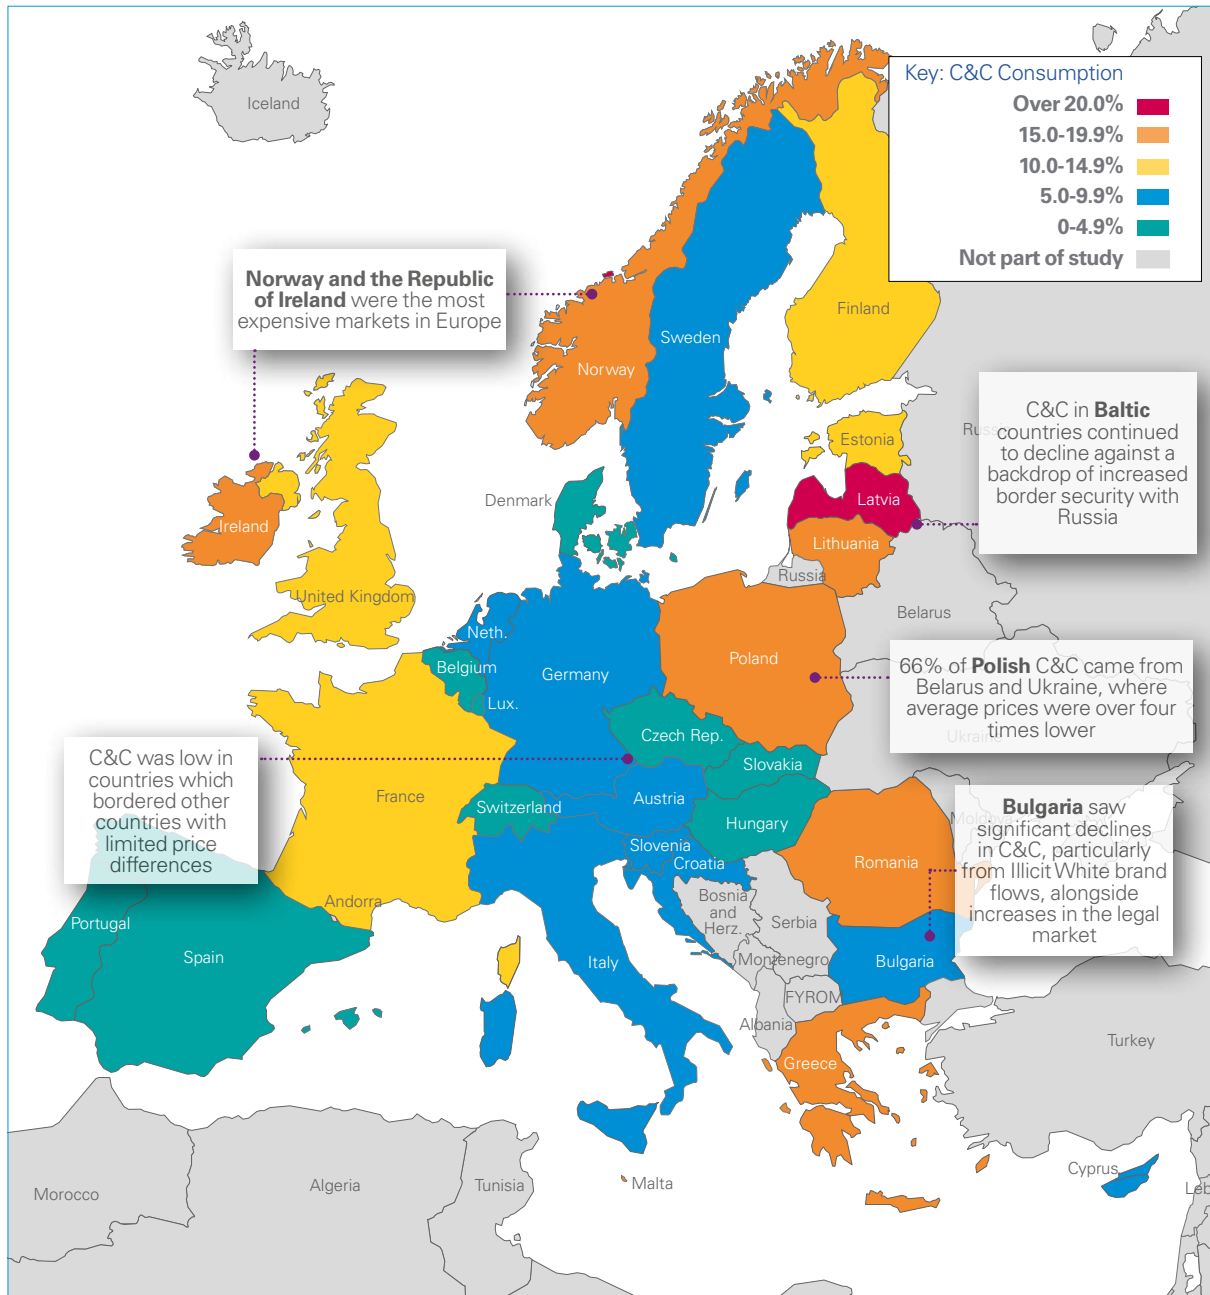 Iceland
Key: C&C Consumption
Over 20.0%
15.0-19.9%
10.0-14.9%
5.0-9.9%
0-4.9%
Not part of study
Norway and the Republic
of Ireland were the most
expensive markets in Europe
Finland
Sweden
Norway
C&C in Baltic
countries continued
to decline against a
backdrop of increased
border security with
Russia
Russia
Estonia
Denmark
Latvia
Ireland
Lithuania
Russia
United Kingdom
Belarus
Neth.
Belgium
Germany
Poland
Lux.
66% of Polish C&C came from
Belarus and Ukraine, where
average prices were over four
times lower
Ukraine
Czech Rep.
Slovakia
C&C was low in
countries which
bordered other
countries with
limited price
differences
France
Switzerland
Austria
Hungary
Slovenia
Croatia
Romania
Moldova
Bulgaria saw
significant declines
in C&C, particularly
from Illicit White brand
flows, alongside
increases in the legal
market
Andorra
Portugal
Spain
Bosnia
and
Herz.
Serbia
Italy
Montenegro
Bulgaria
FYROM
Albania
Greece
Turkey
Malta
Cyprus
Morocco
Algeria
Tunisia
Leb